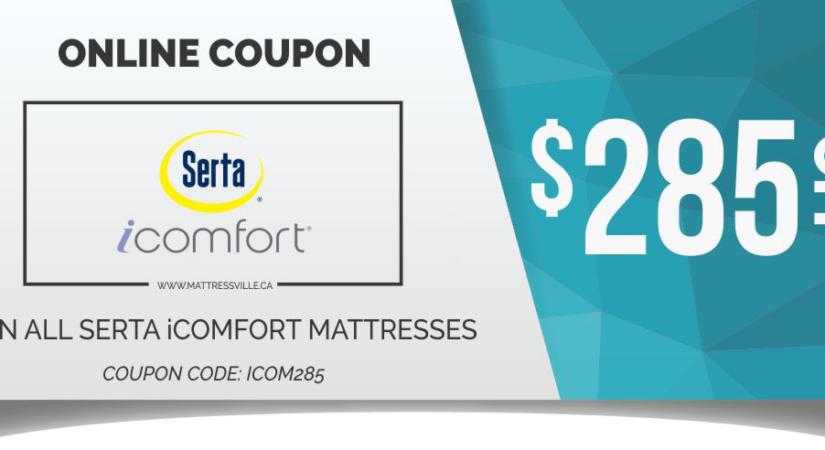 ONLINE COUPON
Serta®
icomfort®
WWW.MATTRESSVILLE.CA
N ALL SERTA iCOMFORT MATTRESSES
COUPON CODE: ICOM285
$285